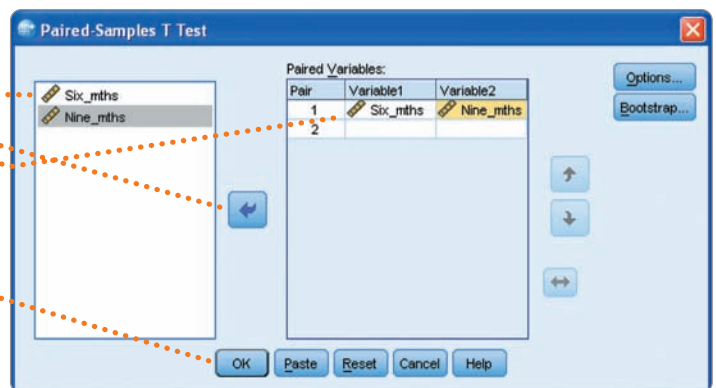 Paired-Samples T Test
Paired Variables:
Six_mths
Nine_mths
Pair Variable1 Variable2
1 Six_mths Nine_mths
2
Options...
Bootstrap...
OK Paste Reset Cancel Help